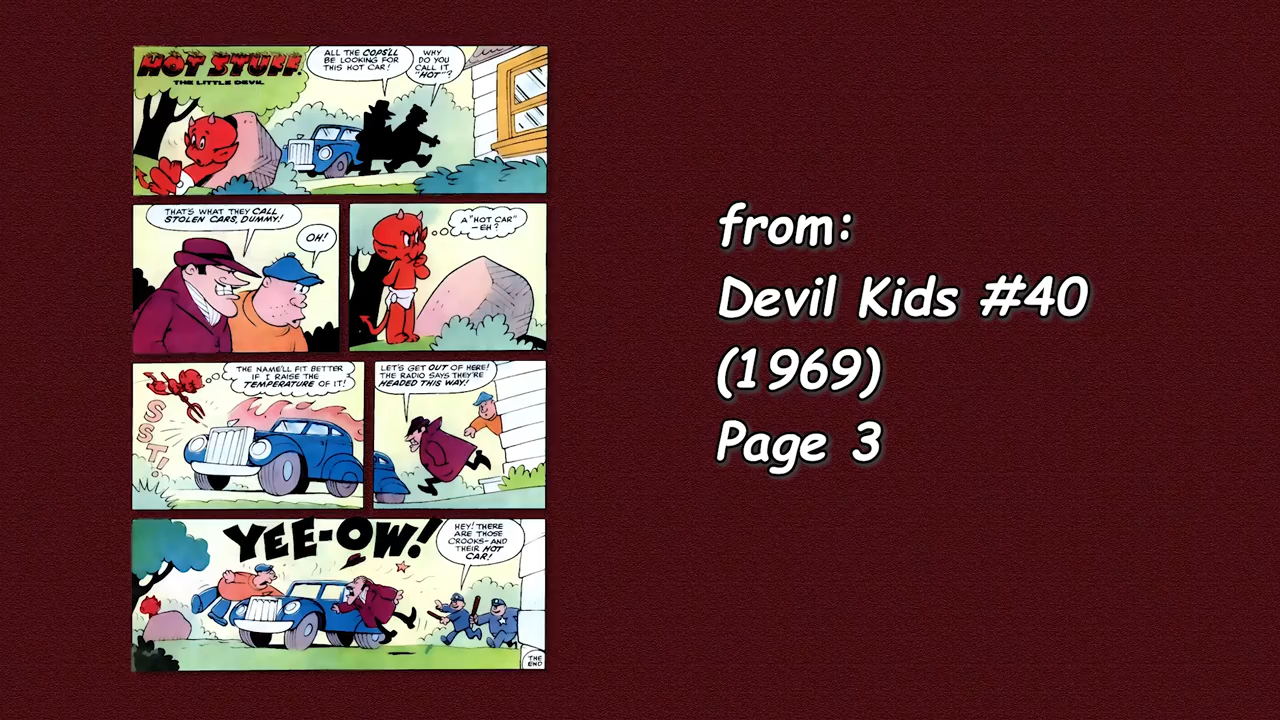 HOT STUFF
THE LITTLE DEVIL
ALL THE COPS'LL
BE LOOKING FOR
THIS HOT CAR!
WHY
DO YOU
CALL IT
"HOT"?
THAT'S WHAT THEY CALL
STOLEN CARS, DUMMY!
OH!
A "HOT CAR"
—EH?
THE NAME'LL FIT BETTER
IF I RAISE THE
TEMPERATURE OF IT!
SST!
LET'S GET OUT OF HERE!
THE RADIO SAYS THEY'RE
HEADED THIS WAY!
YEE-OW!
HEY! THERE
ARE THOSE
CROOKS-AND
THEIR HOT
CAR!
THE
END
from:
Devil Kids #40
(1969)
Page 3